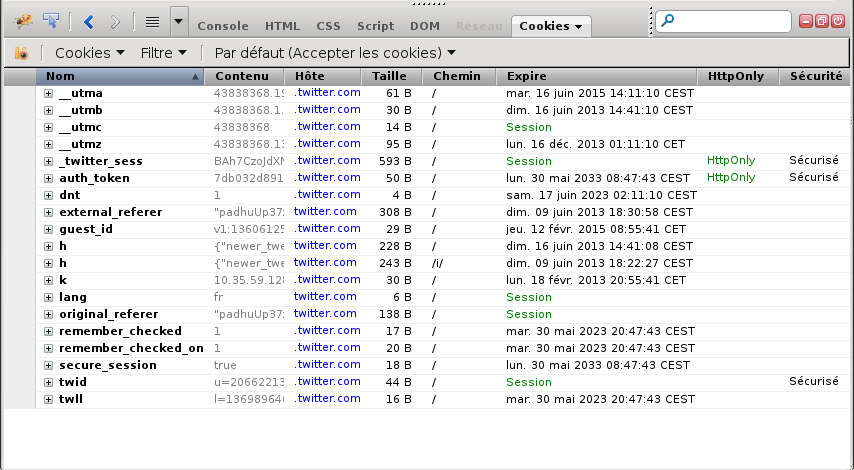 Console HTML CSS Script DOM Réseau Cookies
Cookies Filtre Par défaut (Accepter les cookies)
Nom Contenu Hôte Taille Chemin Expire HttpOnly Sécurité
__utma 43838368.19 .twitter.com 61 B / mar. 16 juin 2015 14:11:10 CEST
__utmb 43838368.1. .twitter.com 30 B / dim. 16 juin 2013 14:41:10 CEST
__utmc 43838368 .twitter.com 14 B / Session
__utmz 43838368.13 .twitter.com 95 B / lun. 16 déc. 2013 01:11:10 CET
_twitter_sess BAh7CzoJdXN .twitter.com 593 B / Session HttpOnly Sécurisé
auth_token 7db032d891 .twitter.com 50 B / lun. 30 mai 2033 08:47:43 CEST HttpOnly Sécurisé
dnt 1 .twitter.com 4 B / sam. 17 juin 2023 02:11:10 CEST
external_referer "padhuUp37: twitter.com 308 B / dim. 09 juin 2013 18:30:58 CEST
guest_id v1:13606125 .twitter.com 29 B / jeu. 12 févr. 2015 08:55:41 CET
h {"newer_twe twitter.com 228 B / dim. 16 juin 2013 14:41:08 CEST
h {"newer_twe twitter.com 243 B /i/ dim. 09 juin 2013 18:22:27 CEST
k 10.35.59.128 .twitter.com 30 B / lun. 18 févr. 2013 20:55:41 CET
lang fr twitter.com 6 B / Session
original_referer "padhuUp37: .twitter.com 138 B / Session
remember_checked 1 .twitter.com 17 B / mar. 30 mai 2023 20:47:43 CEST
remember_checked_on 1 .twitter.com 20 B / mar. 30 mai 2023 20:47:43 CEST
secure_session true .twitter.com 18 B / lun. 30 mai 2033 08:47:43 CEST
twid u=20662213 .twitter.com 44 B / Session Sécurisé
twll l=136989646 .twitter.com 16 B / mar. 30 mai 2023 20:47:43 CEST